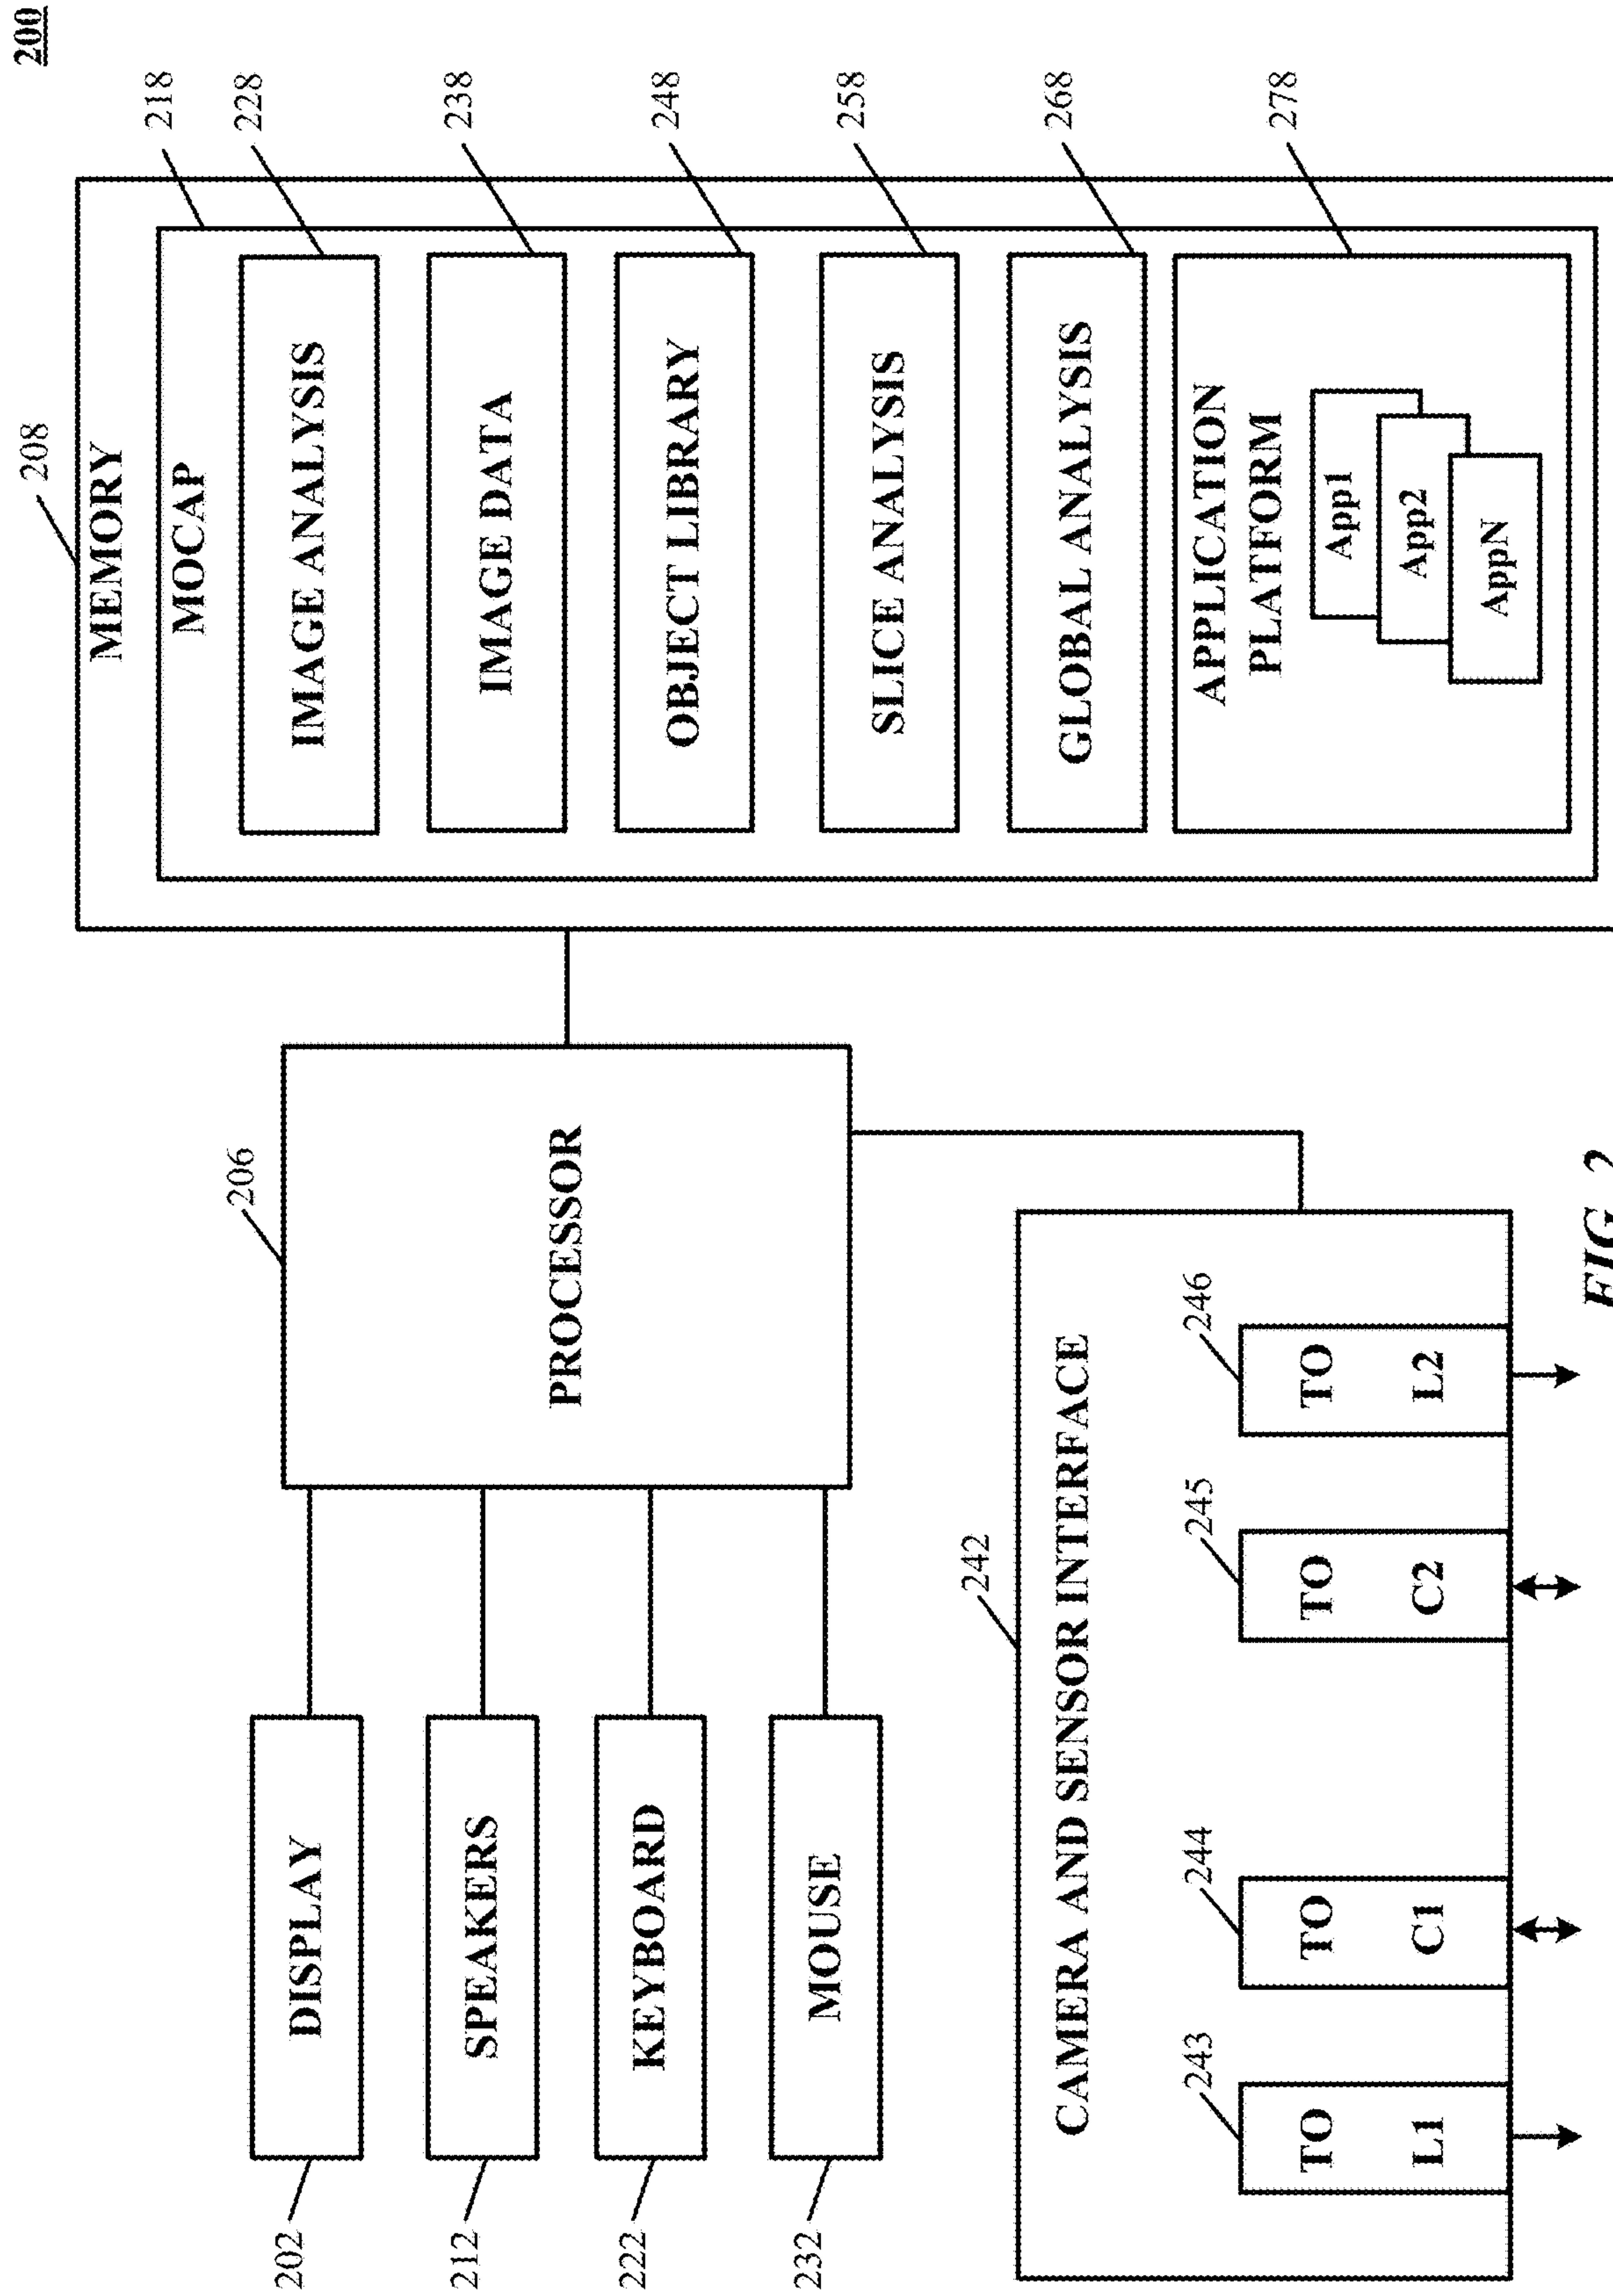 200
208
MEMORY
218
MOCAP
228
IMAGE ANALYSIS
238
IMAGE DATA
248
OBJECT LIBRARY
258
SLICE ANALYSIS
268
GLOBAL ANALYSIS
278
APPLICATION
PLATFORM
App1
App2
AppN
206
PROCESSOR
202
DISPLAY
212
SPEAKERS
222
KEYBOARD
232
MOUSE
242
CAMERA AND SENSOR INTERFACE
243
TO
L1
244
TO
C1
245
TO
C2
246
TO
L2
FIG. 2